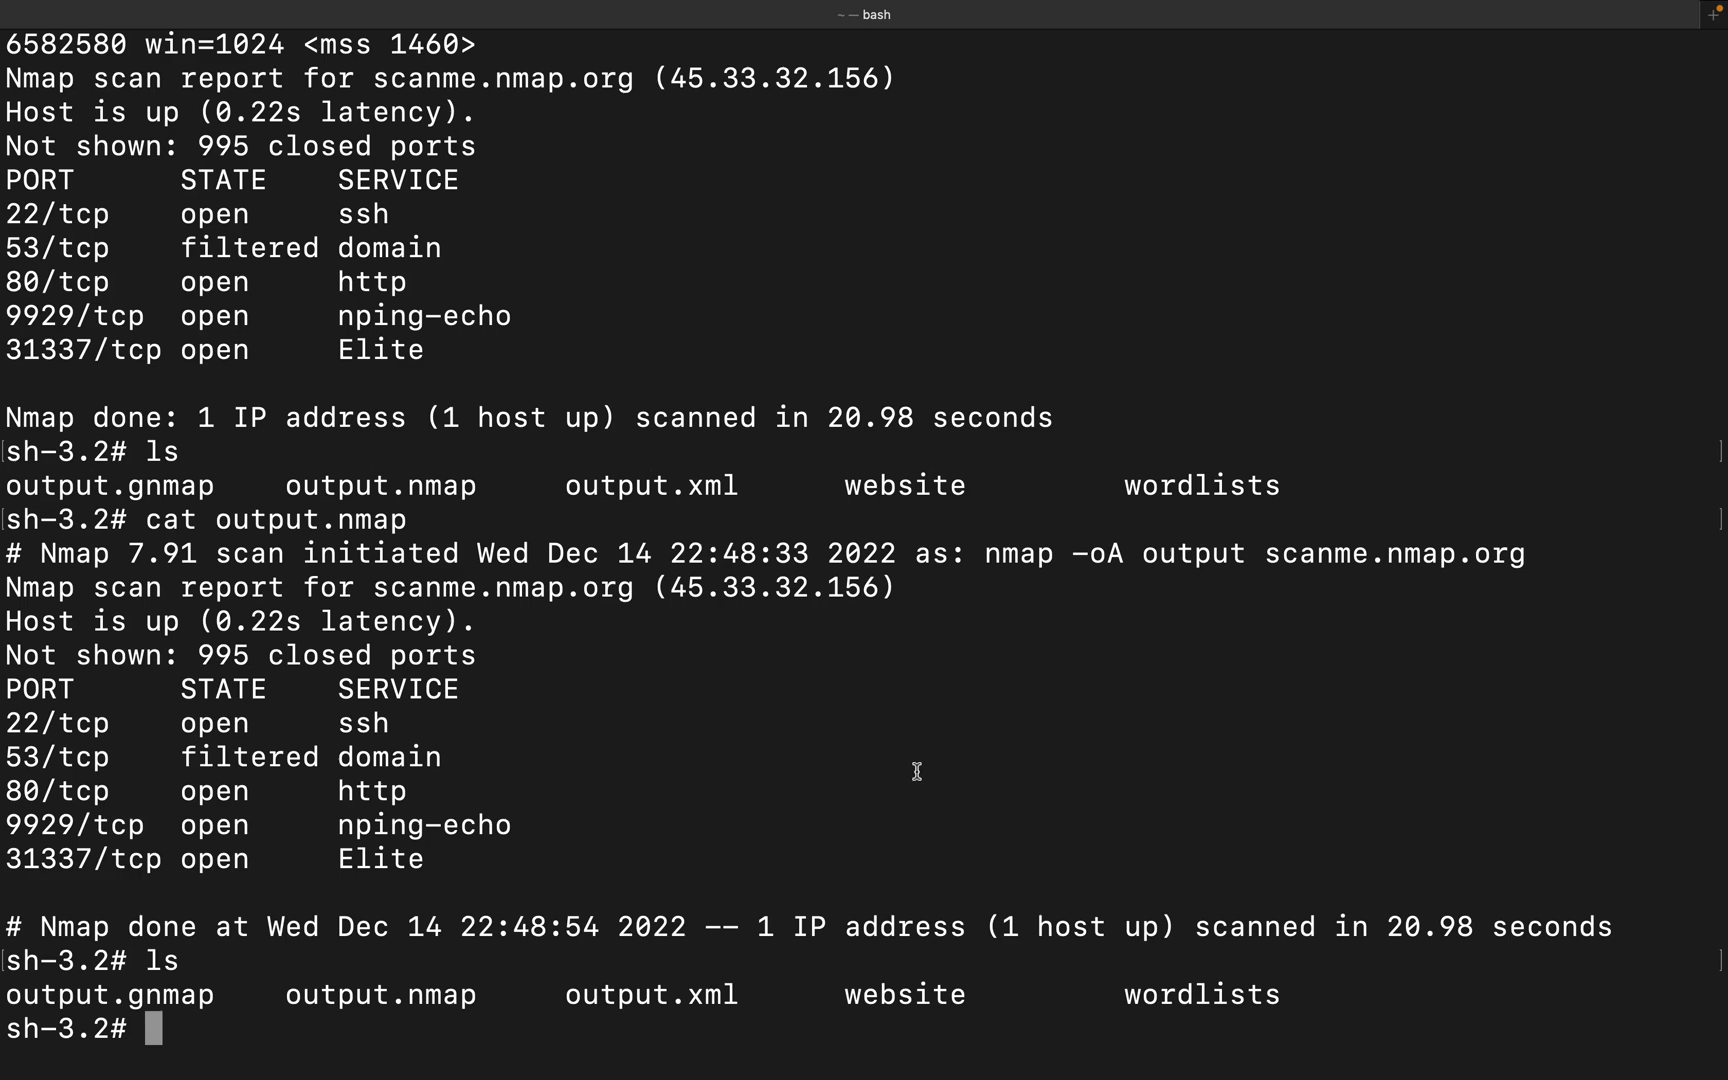 ~ — bash
6582580 win=1024 <mss 1460>
Nmap scan report for scanme.nmap.org (45.33.32.156)
Host is up (0.22s latency).
Not shown: 995 closed ports
PORT      STATE    SERVICE
22/tcp    open     ssh
53/tcp    filtered domain
80/tcp    open     http
9929/tcp  open     nping-echo
31337/tcp open     Elite
Nmap done: 1 IP address (1 host up) scanned in 20.98 seconds
[sh-3.2# ls ]
output.gnmap    output.nmap     output.xml      website         wordlists
[sh-3.2# cat output.nmap ]
# Nmap 7.91 scan initiated Wed Dec 14 22:48:33 2022 as: nmap -oA output scanme.nmap.org
Nmap scan report for scanme.nmap.org (45.33.32.156)
Host is up (0.22s latency).
Not shown: 995 closed ports
PORT      STATE    SERVICE
22/tcp    open     ssh
53/tcp    filtered domain
80/tcp    open     http
9929/tcp  open     nping-echo
31337/tcp open     Elite
# Nmap done at Wed Dec 14 22:48:54 2022 -- 1 IP address (1 host up) scanned in 20.98 seconds
[sh-3.2# ls ]
output.gnmap    output.nmap     output.xml      website         wordlists
sh-3.2#